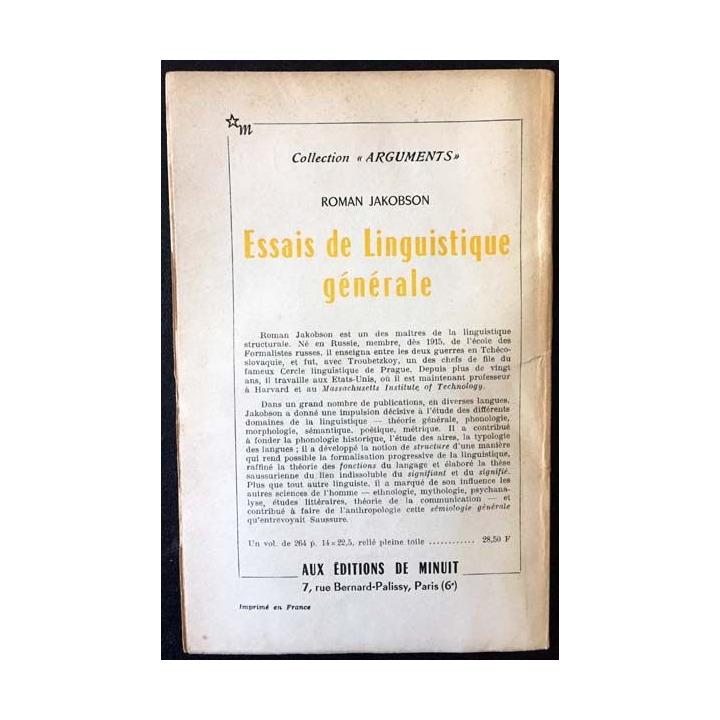 m
Collection « ARGUMENTS »
ROMAN JAKOBSON
Essais de Linguistique
générale
Roman Jakobson est un des maîtres de la linguistique
structurale. Né en Russie, membre, dès 1915, de l'école des
Formalistes russes, il enseigna entre les deux guerres en Tchéco-
slovaquie, et fut, avec Troubetzkoy, un des chefs de file du
fameux Cercle linguistique de Prague. Depuis plus de vingt
ans, il travaille aux Etats-Unis, où il est maintenant professeur
à Harvard et au Massachusetts Institute of Technology.
Dans un grand nombre de publications, en diverses langues,
Jakobson a donné une impulsion décisive à l'étude des différents
domaines de la linguistique — théorie générale, phonologie,
morphologie, sémantique, poétique, métrique. Il a contribué
à fonder la phonologie historique, l'étude des aires, la typologie
des langues ; il a développé la notion de structure d'une manière
qui rend possible la formalisation progressive de la linguistique,
raffiné la théorie des fonctions du langage et élaboré la thèse
saussurienne du lien indissoluble du signifiant et du signifié.
Plus que tout autre linguiste, il a marqué de son influence les
autres sciences de l'homme — ethnologie, mythologie, psychana-
lyse, études littéraires, théorie de la communication — et
contribué à faire de l'anthropologie cette sémiologie générale
qu'entrevoyait Saussure.
Un vol. de 264 p. 14×22,5, relié pleine toile ............ 28,50 F
AUX ÉDITIONS DE MINUIT
7, rue Bernard-Palissy, Paris (6e)
Imprimé en France